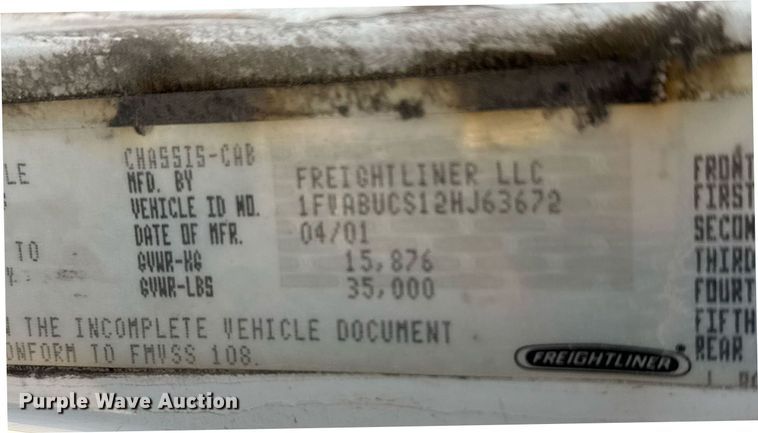 LE
TO
CHASSIS-CAB
MFD. BY FREIGHTLINER LLC
VEHICLE ID NO. 1FVABUCS12HJ63672
DATE OF MFR. 04/01
GVWR-KG 15,876
GVWR-LBS 35,000
THE INCOMPLETE VEHICLE DOCUMENT
ONFORM TO FMVSS 108.
FRONT
FIRST
SECON
THIRD
FOURT
FIFTH
REAR
FREIGHTLINER
Purple Wave Auction